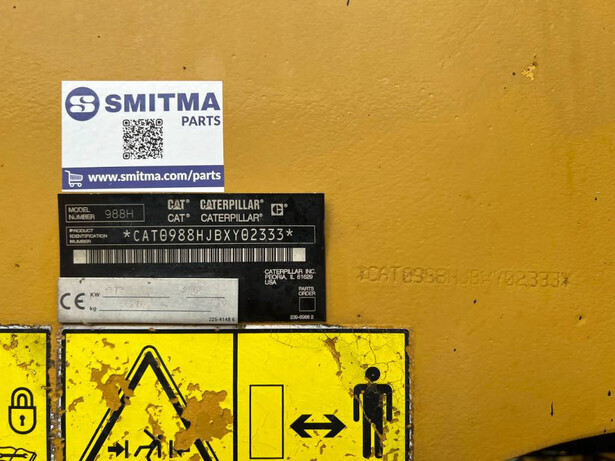 S SMITMA
PARTS
www.smitma.com/parts
CAT CATERPILLAR C
MODEL NUMBER 988H CAT® CATERPILLAR®
PRODUCT IDENTIFICATION NUMBER *CAT0988HJBXY02333*
CATERPILLAR INC.
PEORIA, IL 61629
USA
PARTS ORDER
CE KW
kg
*CAT0988HJBXY02333*